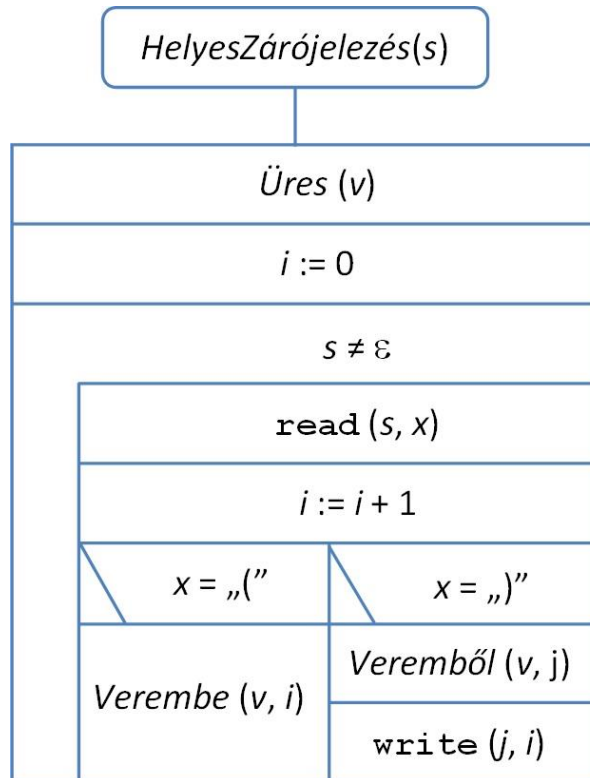 HelyesZárójelezés(s)
Üres (v)
i := 0
s ≠ ε
read (s, x)
i := i + 1
x = „(”
x = „)”
Verembe (v, i)
Veremből (v, j)
write (j, i)